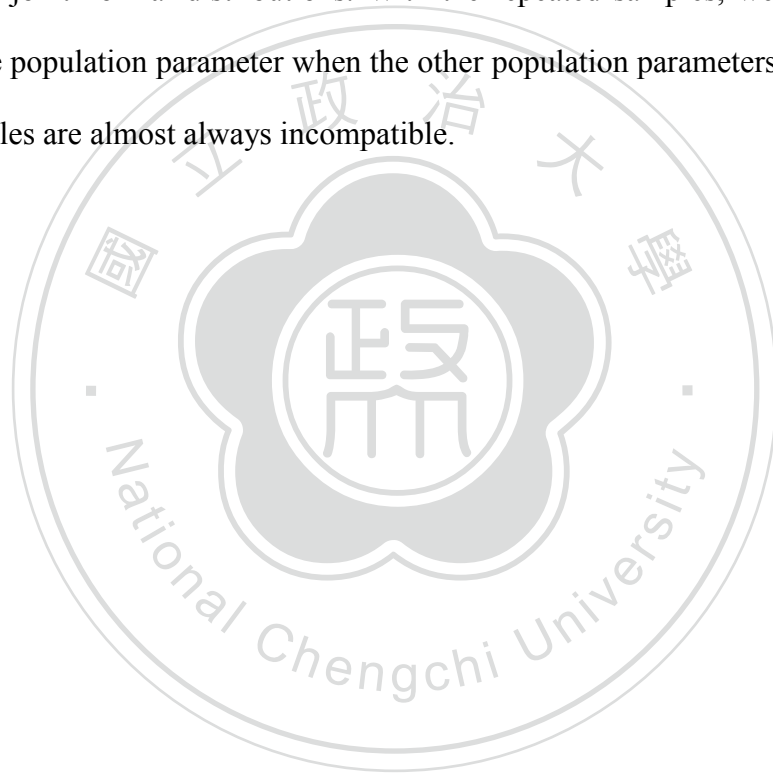 e population parameter when the other population parameters
les are almost always incompatible.
國立政治大學
政
National Chengchi University